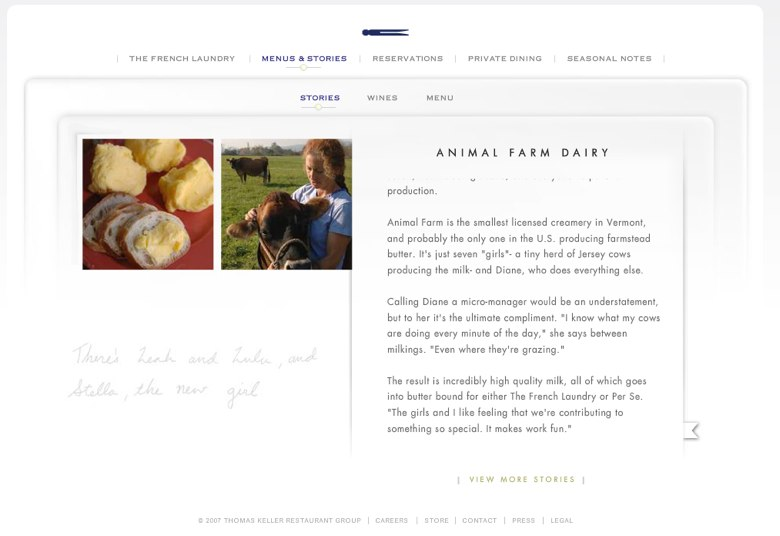 THE FRENCH LAUNDRY MENUS & STORIES RESERVATIONS PRIVATE DINING SEASONAL NOTES
STORIES WINES MENU
ANIMAL FARM DAIRY
production.
Animal Farm is the smallest licensed creamery in Vermont,
and probably the only one in the U.S. producing farmstead
butter. It's just seven "girls"- a tiny herd of Jersey cows
producing the milk- and Diane, who does everything else.
Calling Diane a micro-manager would be an understatement,
but to her it's the ultimate compliment. "I know what my cows
are doing every minute of the day," she says between
milkings. "Even where they're grazing."
The result is incredibly high quality milk, all of which goes
into butter bound for either The French Laundry or Per Se.
"The girls and I like feeling that we're contributing to
something so special. It makes work fun."
There's Leah and Lulu, and
Stella, the new girl
VIEW MORE STORIES
© 2007 THOMAS KELLER RESTAURANT GROUP CAREERS STORE CONTACT PRESS LEGAL